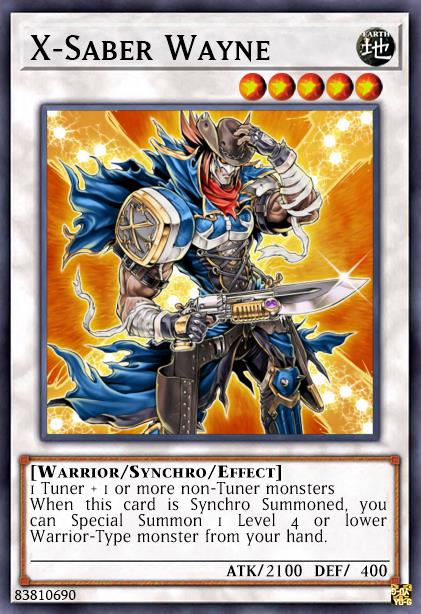 X-Saber Wayne
EARTH
地
[Warrior/Synchro/Effect]
1 Tuner + 1 or more non-Tuner monsters
When this card is Synchro Summoned, you
can Special Summon 1 Level 4 or lower
Warrior-Type monster from your hand.
ATK/2100 DEF/ 400
83810690